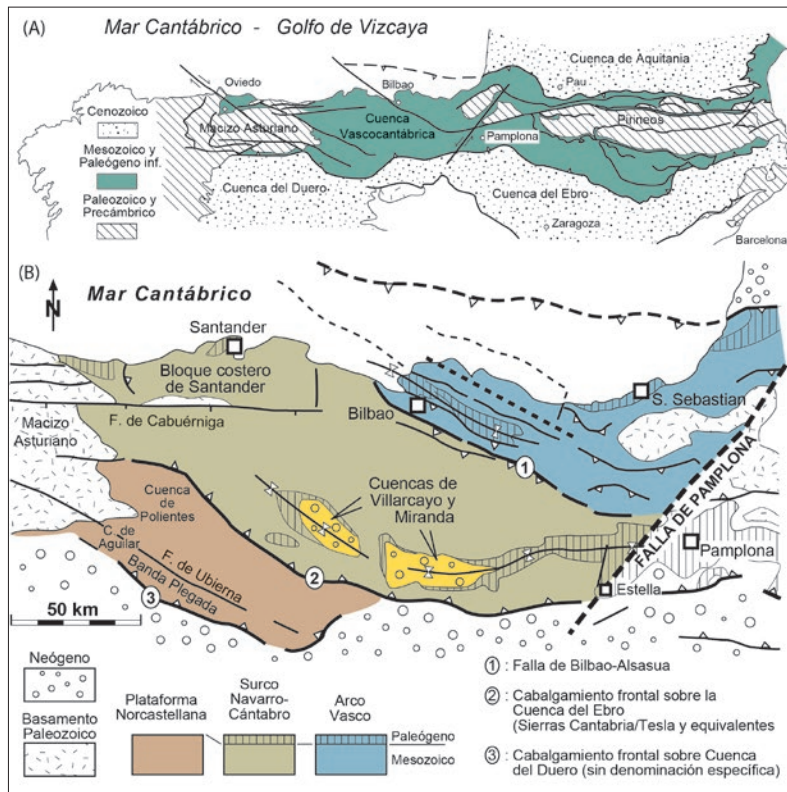 (A)
Mar Cantábrico - Golfo de Vizcaya
Cuenca de Aquitania
Oviedo
Bilbao
Pau
Cenozoico
Macizo Asturiano
Cuenca
Vascocantábrica
Pirineos
Pamplona
Mesozoico y
Paleógeno inf.
Cuenca del Duero
Cuenca del Ebro
Paleozoico y
Precámbrico
Zaragoza
Barcelona
(B)
N
Mar Cantábrico
Santander
Bloque costero
de Santander
Bilbao
S. Sebastian
F. de Cabuérniga
Macizo
Asturiano
1
FALLA DE PAMPLONA
Cuencas de
Villarcayo y
Miranda
Cuenca
de Polientes
C. de
Aguilar
F. de Ubierna
Banda Plegada
Pamplona
2
Estella
3
50 km
Neógeno
Basamento
Paleozoico
Plataforma
Norcastellana
Surco
Navarro-
Cántabro
Arco
Vasco
Paleógeno
Mesozoico
1 : Falla de Bilbao-Alsasua
2 : Cabalgamiento frontal sobre la
Cuenca del Ebro
(Sierras Cantabria/Tesla y equivalentes
3 : Cabalgamiento frontal sobre Cuenca
del Duero (sin denominación específica)